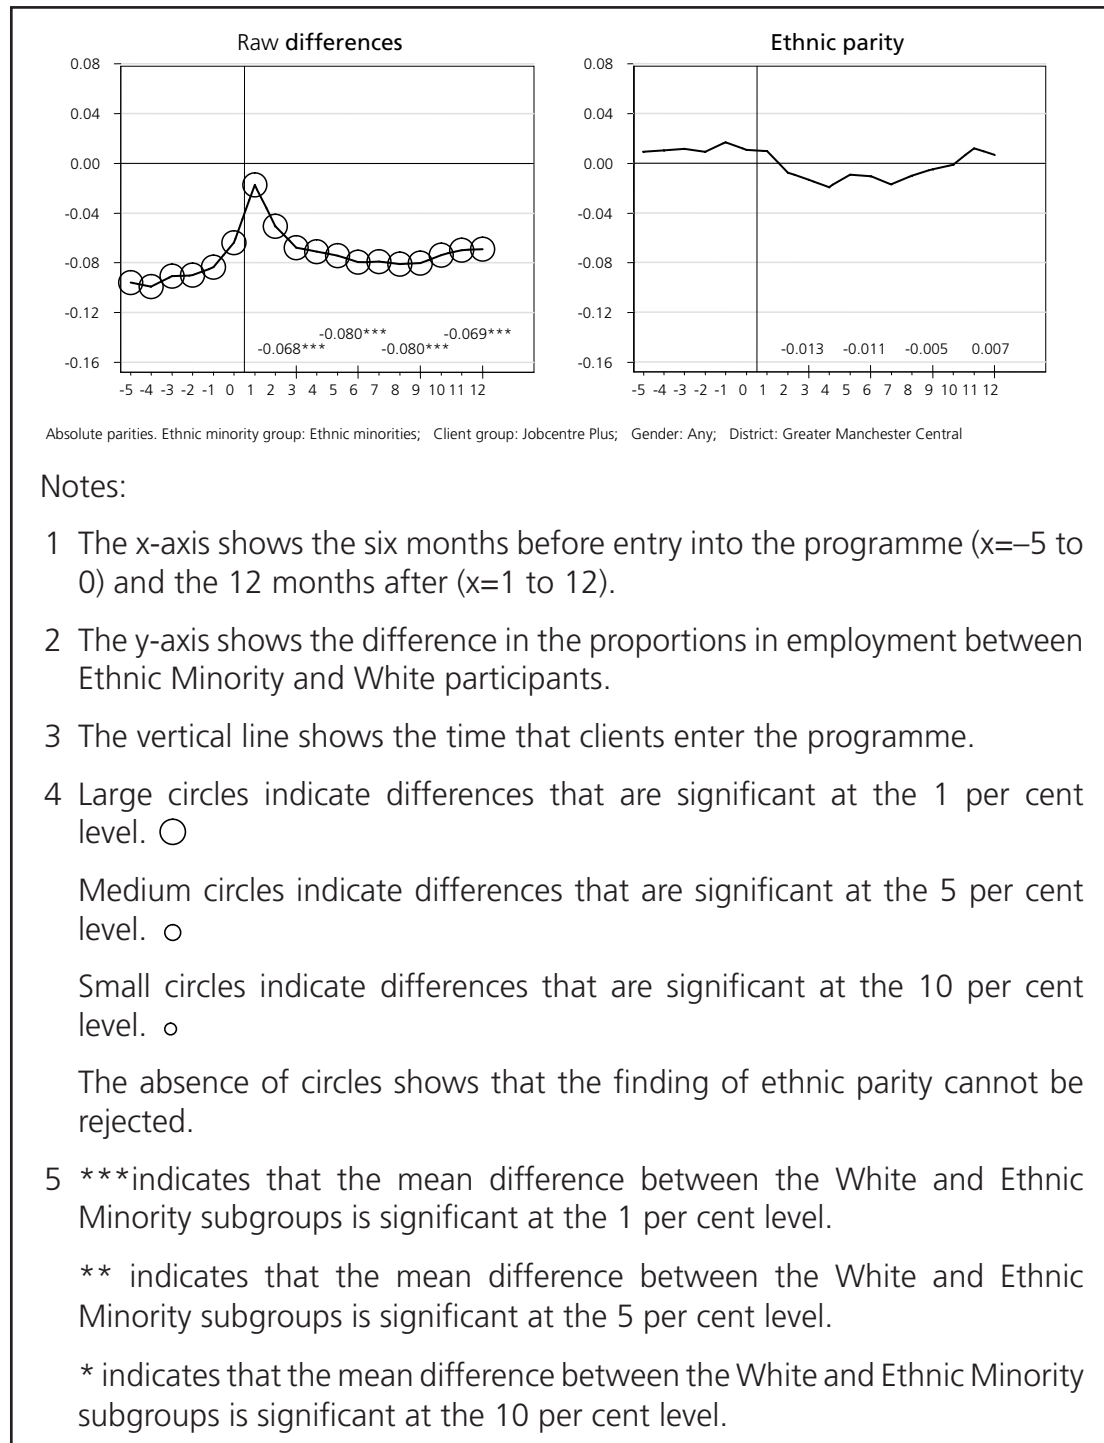 Raw differences
0.08
0.04
0.00
-0.04
-0.08
-0.12
-0.16
-0.068***
-0.080***
-0.080***
-0.069***
-5 -4 -3 -2 -1 0 1 2 3 4 5 6 7 8 9 10 11 12
Ethnic parity
0.08
0.04
0.00
-0.04
-0.08
-0.12
-0.16
-0.013 -0.011 -0.005 0.007
-5 -4 -3 -2 -1 0 1 2 3 4 5 6 7 8 9 10 11 12
Absolute parities. Ethnic minority group: Ethnic minorities; Client group: Jobcentre Plus; Gender: Any; District: Greater Manchester Central
Notes:
1 The x-axis shows the six months before entry into the programme (x=–5 to
0) and the 12 months after (x=1 to 12).
2 The y-axis shows the difference in the proportions in employment between
Ethnic Minority and White participants.
3 The vertical line shows the time that clients enter the programme.
4 Large circles indicate differences that are significant at the 1 per cent
level.
Medium circles indicate differences that are significant at the 5 per cent
level.
Small circles indicate differences that are significant at the 10 per cent
level.
The absence of circles shows that the finding of ethnic parity cannot be
rejected.
5 ***indicates that the mean difference between the White and Ethnic
Minority subgroups is significant at the 1 per cent level.
** indicates that the mean difference between the White and Ethnic
Minority subgroups is significant at the 5 per cent level.
* indicates that the mean difference between the White and Ethnic Minority
subgroups is significant at the 10 per cent level.